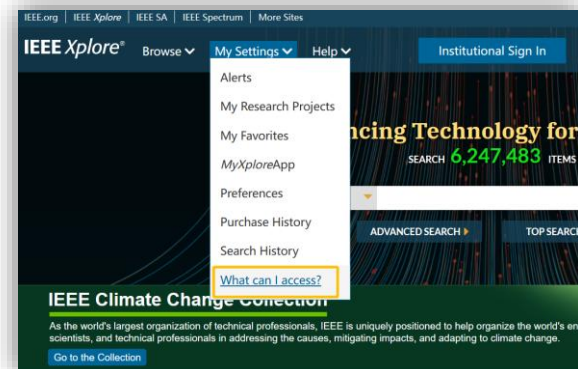 IEEE.org | IEEE Xplore | IEEE SA | IEEE Spectrum | More Sites
IEEE Xplore® Browse My Settings Help Institutional Sign In
Alerts
My Research Projects
My Favorites
MyXploreApp
Preferences
Purchase History
Search History
What can I access?
ncing Technology for
SEARCH 6,247,483 ITEMS
ADVANCED SEARCH TOP SEARC
IEEE Climate Change Collection
As the world's largest organization of technical professionals, IEEE is uniquely positioned to help organize the world's en
scientists, and technical professionals in addressing the causes, mitigating impacts, and adapting to climate change.
Go to the Collection